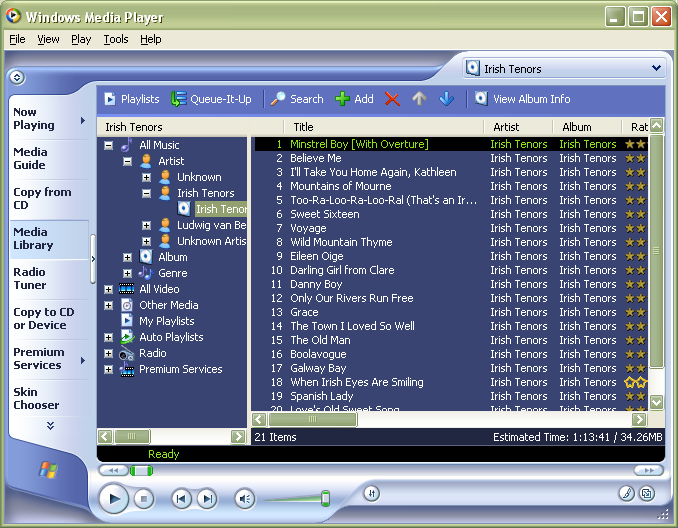 Windows Media Player
File View Play Tools Help
Irish Tenors
Playlists Queue-It-Up Search Add View Album Info
Now Playing
Media Guide
Copy from CD
Media Library
Radio Tuner
Copy to CD or Device
Premium Services
Skin Chooser
Irish Tenors
All Music
Artist
Unknown
Irish Tenors
Irish Tenor
Ludwig van Be
Unknown Artis
Album
Genre
All Video
Other Media
My Playlists
Auto Playlists
Radio
Premium Services
Title Artist Album Rat
1 Minstrel Boy [With Overture] Irish Tenors Irish Tenors
2 Believe Me Irish Tenors Irish Tenors
3 I'll Take You Home Again, Kathleen Irish Tenors Irish Tenors
4 Mountains of Mourne Irish Tenors Irish Tenors
5 Too-Ra-Loo-Ra-Loo-Ral (That's an Ir... Irish Tenors Irish Tenors
6 Sweet Sixteen Irish Tenors Irish Tenors
7 Voyage Irish Tenors Irish Tenors
8 Wild Mountain Thyme Irish Tenors Irish Tenors
9 Eileen Oige Irish Tenors Irish Tenors
10 Darling Girl from Clare Irish Tenors Irish Tenors
11 Danny Boy Irish Tenors Irish Tenors
12 Only Our Rivers Run Free Irish Tenors Irish Tenors
13 Grace Irish Tenors Irish Tenors
14 The Town I Loved So Well Irish Tenors Irish Tenors
15 The Old Man Irish Tenors Irish Tenors
16 Boolavogue Irish Tenors Irish Tenors
17 Galway Bay Irish Tenors Irish Tenors
18 When Irish Eyes Are Smiling Irish Tenors Irish Tenors
19 Spanish Lady Irish Tenors Irish Tenors
20 Love's Old Sweet Song Irish Tenors Irish Tenors
21 Items Estimated Time: 1:13:41 / 34.26MB
Ready